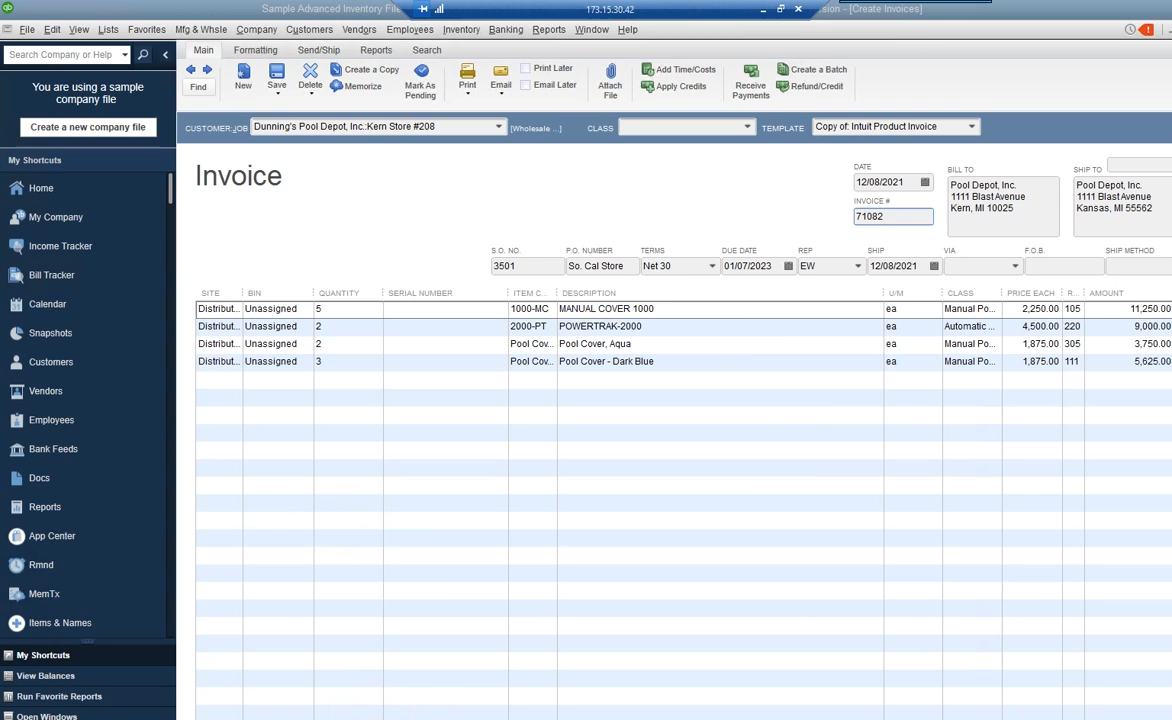 Sample Advanced Inventory File
173.15.30.42
sion - [Create Invoices]
File Edit View Lists Favorites Mfg & Whsle Company Customers Vendors Employees Inventory Banking Reports Window Help
Search Company or Help
You are using a sample
company file
Create a new company file
My Shortcuts
Home
My Company
Income Tracker
Bill Tracker
Calendar
Snapshots
Customers
Vendors
Employees
Bank Feeds
Docs
Reports
App Center
Rmnd
MemTx
Items & Names
My Shortcuts
View Balances
Run Favorite Reports
Open Windows
Main Formatting Send/Ship Reports Search
Find
New
Save
Delete
Create a Copy
Memorize
Mark As
Pending
Print
Email
Print Later
Email Later
Attach
File
Add Time/Costs
Apply Credits
Receive
Payments
Create a Batch
Refund/Credit
CUSTOMER:JOB Dunning's Pool Depot, Inc.:Kern Store #208 [Wholesale ...] CLASS TEMPLATE Copy of: Intuit Product Invoice
Invoice
DATE
12/08/2021
INVOICE #
71082
BILL TO
Pool Depot, Inc.
1111 Blast Avenue
Kern, MI 10025
SHIP TO
Pool Depot, Inc.
1111 Blast Avenue
Kansas, MI 55562
S.O. NO. P.O. NUMBER TERMS DUE DATE REP SHIP VIA F.O.B. SHIP METHOD
3501 So. Cal Store Net 30 01/07/2023 EW 12/08/2021
SITE BIN QUANTITY SERIAL NUMBER ITEM C... DESCRIPTION U/M CLASS PRICE EACH R... AMOUNT
Distribut... Unassigned 5 1000-MC MANUAL COVER 1000 ea Manual Po... 2,250.00 105 11,250.00
Distribut... Unassigned 2 2000-PT POWERTRAK-2000 ea Automatic ... 4,500.00 220 9,000.00
Distribut... Unassigned 2 Pool Cov... Pool Cover, Aqua ea Manual Po... 1,875.00 305 3,750.00
Distribut... Unassigned 3 Pool Cov... Pool Cover - Dark Blue ea Manual Po... 1,875.00 111 5,625.00